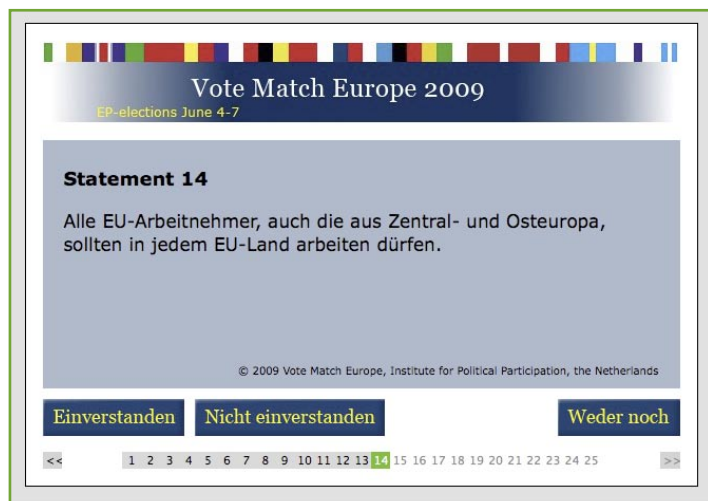 Vote Match Europe 2009
EP-elections June 4-7
Statement 14
Alle EU-Arbeitnehmer, auch die aus Zentral- und Osteuropa,
sollten in jedem EU-Land arbeiten dürfen.
© 2009 Vote Match Europe, Institute for Political Participation, the Netherlands
Einverstanden Nicht einverstanden Weder noch
<< 1 2 3 4 5 6 7 8 9 10 11 12 13 14 15 16 17 18 19 20 21 22 23 24 25 >>